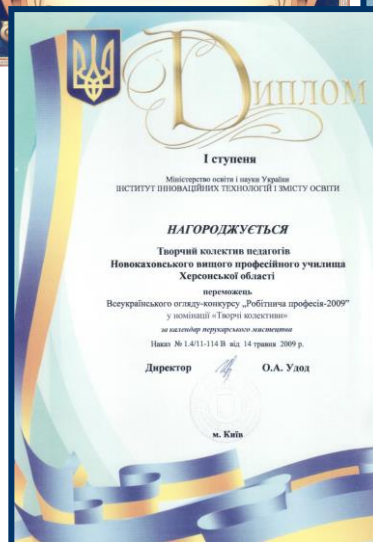 Диплом
І ступеня
Міністерство освіти і науки України
ІНСТИТУТ ІННОВАЦІЙНИХ ТЕХНОЛОГІЙ І ЗМІСТУ ОСВІТИ
НАГОРОДЖУЄТЬСЯ
Творчий колектив педагогів
Новокаховського вищого професійного училища
Херсонської області
переможець
Всеукраїнського огляду-конкурсу „Робітнича професія-2009”
у номінації «Творчі колективи»
за календар перукарського мистецтва
Наказ № 1.4/11-114 В від 14 травня 2009 р.
Директор О.А. Удод
м. Київ